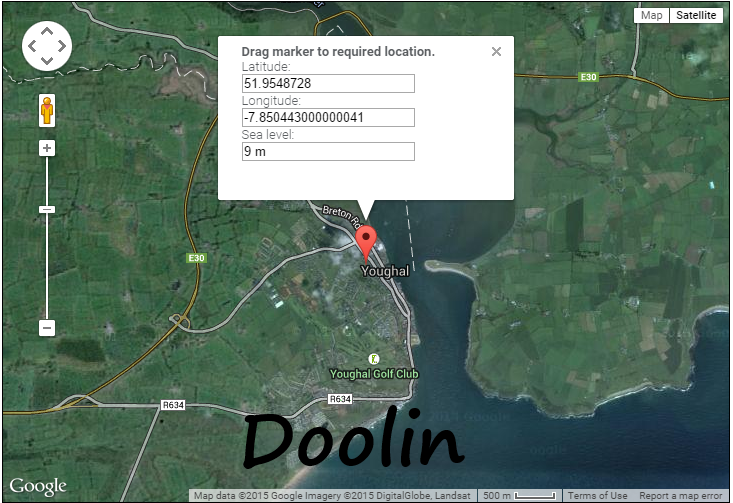 Map Satellite
Drag marker to required location.
Latitude:
51.9548728
Longitude:
-7.850443000000041
Sea level:
9 m
E30
Breton Rd
Youghal
E30
Youghal Golf Club
R634
R634
Doolin
Google
Map data ©2015 Google Imagery ©2015 DigitalGlobe, Landsat 500 m Terms of Use Report a map error